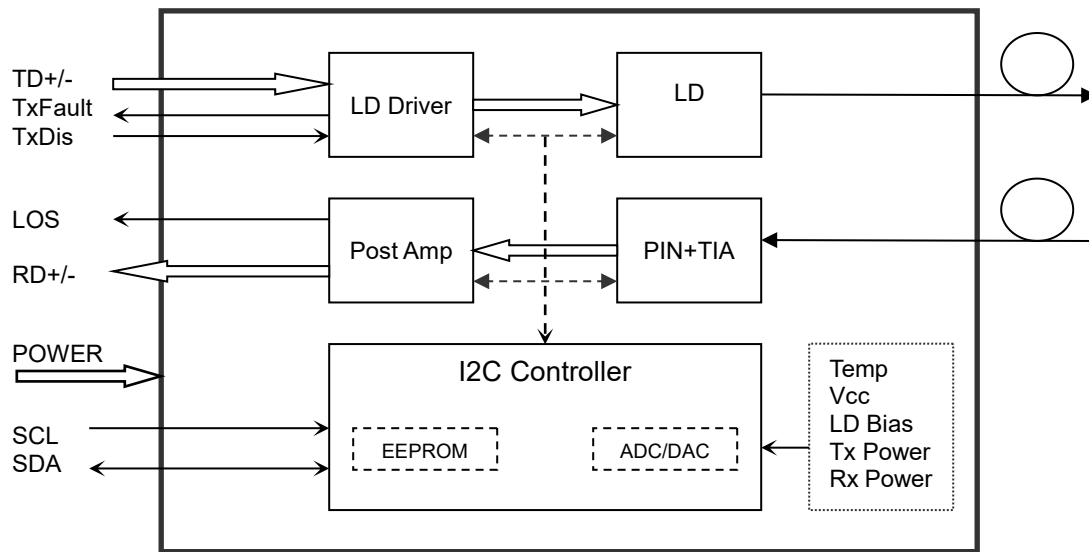 TD+/-
TxFault
TxDis
LD Driver
LD
LOS
RD+/-
Post Amp
PIN+TIA
POWER
SCL
SDA
I2C Controller
EEPROM
ADC/DAC
Temp
Vcc
LD Bias
Tx Power
Rx Power